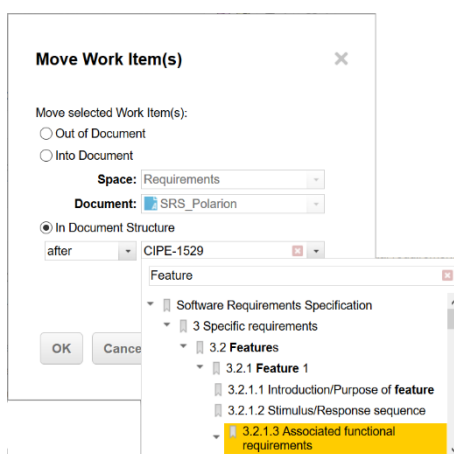 Move Work Item(s)
Move selected Work Item(s):
Out of Document
Into Document
Space: Requirements
Document: SRS_Polarion
In Document Structure
after CIPE-1529
Feature
Software Requirements Specification
3 Specific requirements
3.2 Features
3.2.1 Feature 1
3.2.1.1 Introduction/Purpose of feature
3.2.1.2 Stimulus/Response sequence
3.2.1.3 Associated functional
requirements
OK Cance